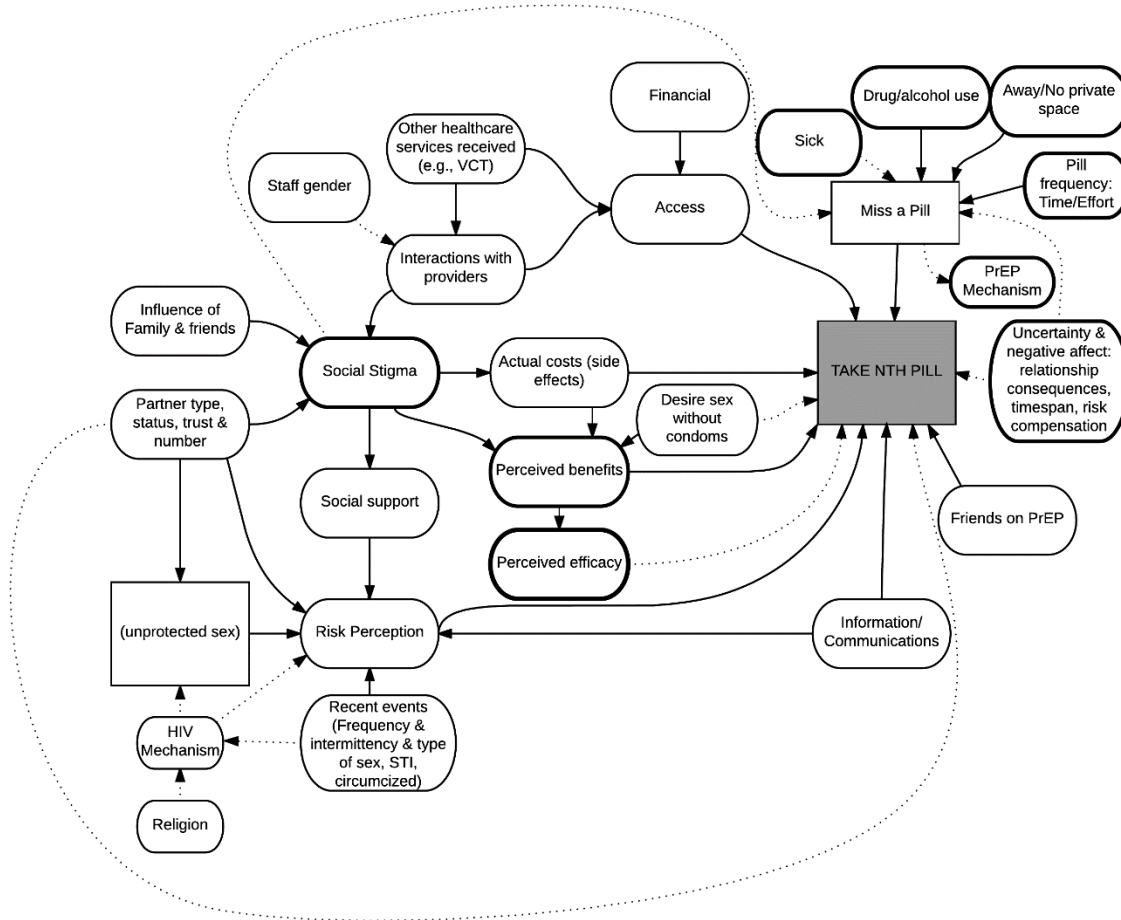 Financial
Drug/alcohol use
Away/No private
space
Other healthcare
services received
(e.g., VCT)
Sick
Staff gender
Pill
frequency:
Time/Effort
Access
Miss a Pill
Interactions with
providers
PrEP
Mechanism
Influence of
Family & friends
Uncertainty &
negative affect:
relationship
consequences,
timespan, risk
compensation
Social Stigma
Actual costs (side
effects)
TAKE NTH PILL
Partner type,
status, trust &
number
Desire sex
without
condoms
Perceived benefits
Social support
Friends on PrEP
Perceived efficacy
(unprotected sex)
Risk Perception
Information/
Communications
HIV
Mechanism
Recent events
(Frequency &
intermittency & type
of sex, STI,
circumcized)
Religion